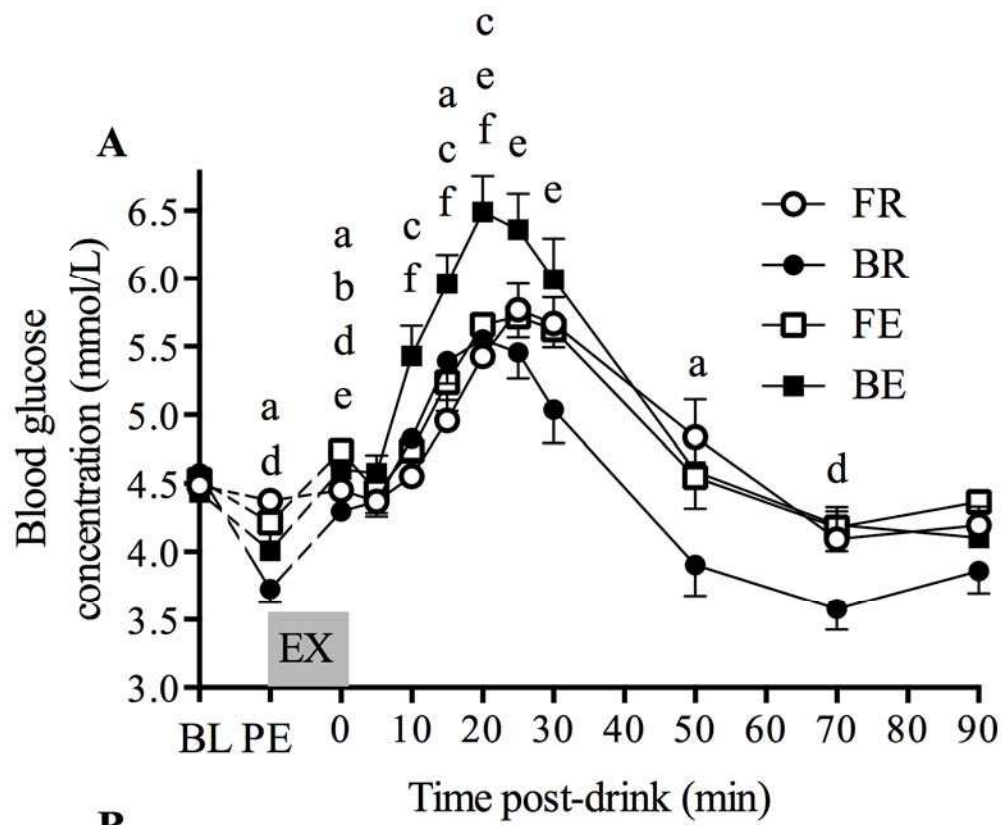 c
e
f
e
a
c
f
e
A
c
f
a
b
d
e
a
d
a
d
FR
BR
FE
BE
Blood glucose
concentration (mmol/L)
6.5
6.0
5.5
5.0
4.5
4.0
3.5
3.0
EX
BL PE 0 10 20 30 40 50 60 70 80 90
Time post-drink (min)
B